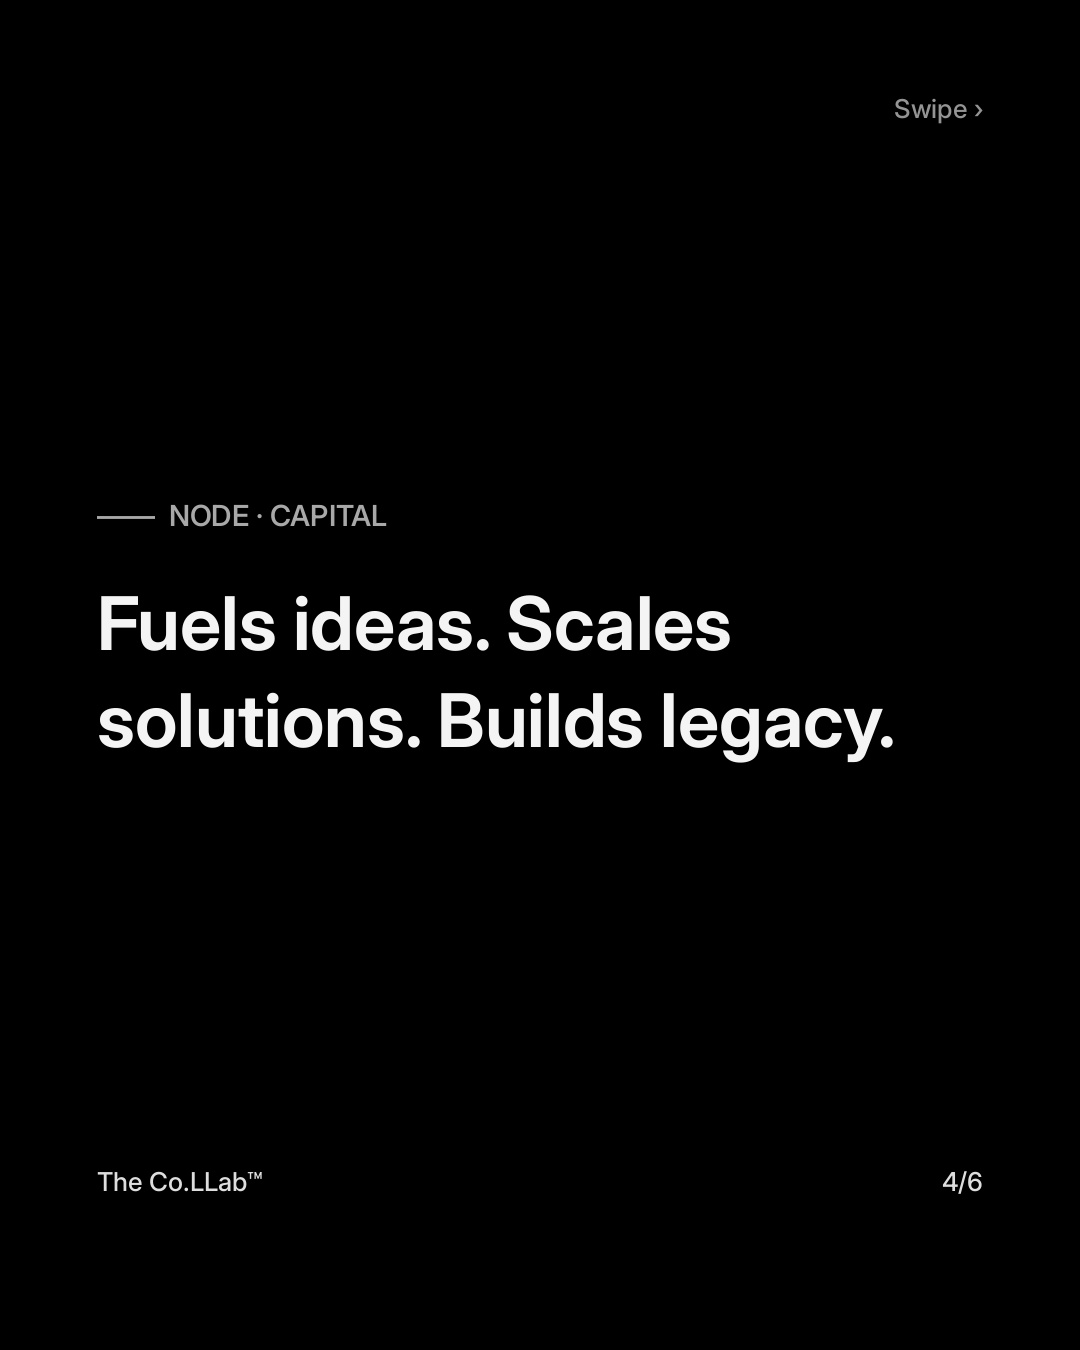 Swipe ›
NODE · CAPITAL
Fuels ideas. Scales
solutions. Builds legacy.
The Co.LLab™
4/6